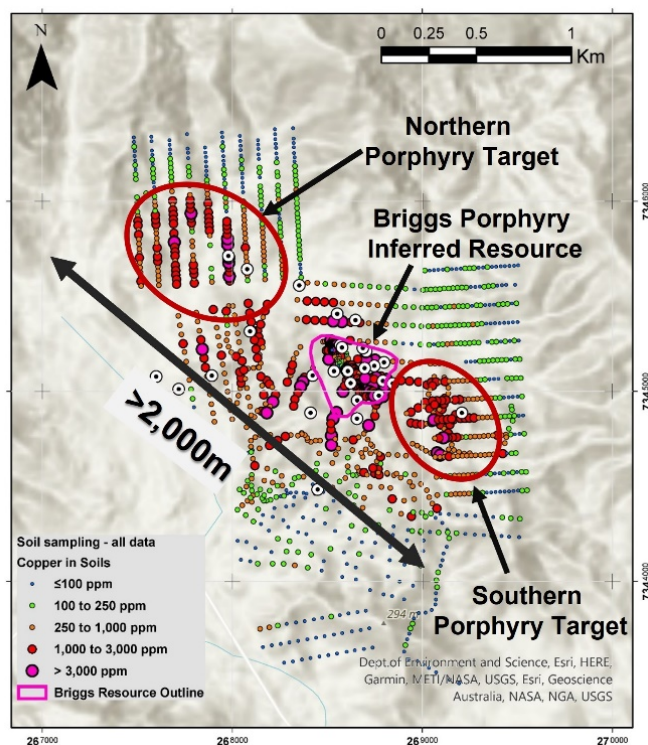 N
0 0.25 0.5 1
Km
Northern
Porphyry Target
Briggs Porphyry
Inferred Resource
>2,000m
Southern
Porphyry Target
294 m
Soil sampling - all data
Copper in Soils
≤100 ppm
100 to 250 ppm
250 to 1,000 ppm
1,000 to 3,000 ppm
> 3,000 ppm
Briggs Resource Outline
Dept.of Environment and Science, Esri, HERE,
Garmin, METI/NASA, USGS, Esri, Geoscience
Australia, NASA, NGA, USGS
7346000
7345000
7344000
267000 268000 269000 270000